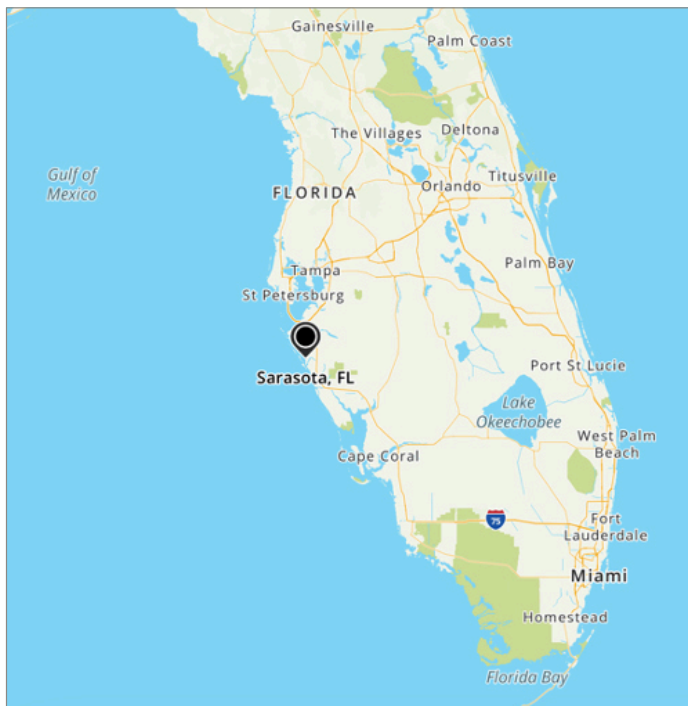 Gainesville
Palm Coast
The Villages
Deltona
Gulf of
Mexico
Titusville
Orlando
FLORIDA
Palm Bay
Tampa
St Petersburg
Sarasota, FL
Port St Lucie
Lake
Okeechobee
West Palm
Beach
Cape Coral
75
Fort
Lauderdale
Miami
Homestead
Florida Bay